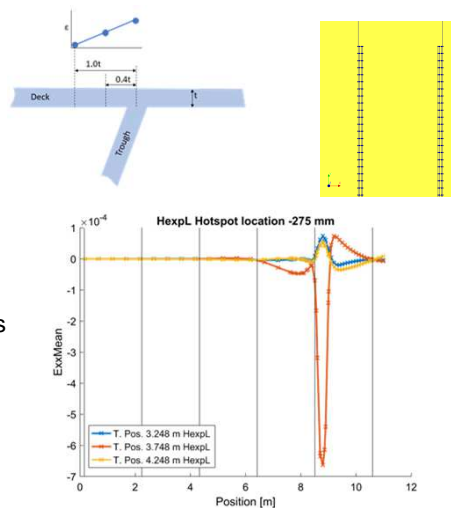 ε
1.0t
0.4t
t
Deck
Trough
s
HexpL Hotspot location -275 mm
×10⁻⁴
1
0
-1
-2
-3
-4
-5
-6
-7
ExxMean
T. Pos. 3.248 m HexpL
T. Pos. 3.748 m HexpL
T. Pos. 4.248 m HexpL
0
2
4
6
8
10
12
Position [m]